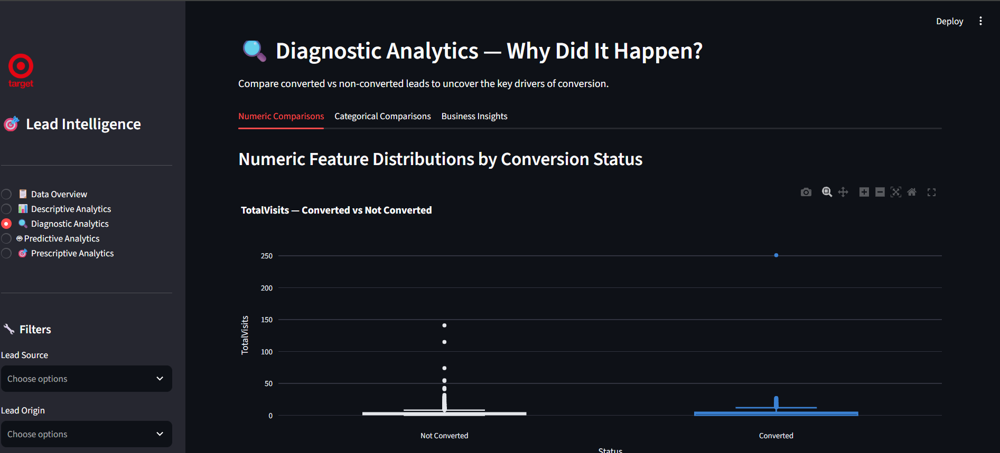 Deploy
target
Lead Intelligence
Data Overview
Descriptive Analytics
Diagnostic Analytics
Predictive Analytics
Prescriptive Analytics
Filters
Lead Source
Choose options
Lead Origin
Choose options
Diagnostic Analytics — Why Did It Happen?
Compare converted vs non-converted leads to uncover the key drivers of conversion.
Numeric Comparisons Categorical Comparisons Business Insights
Numeric Feature Distributions by Conversion Status
TotalVisits — Converted vs Not Converted
250
200
150
100
50
0
TotalVisits
Not Converted Converted
Status